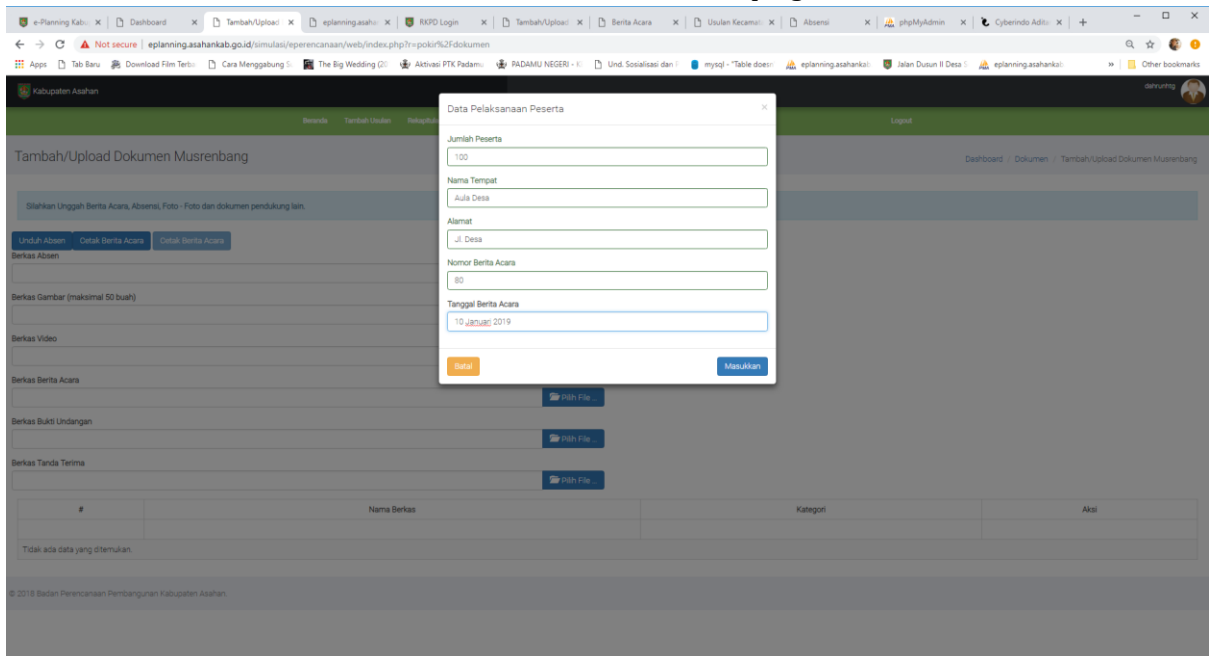 e-Planning Kabu
Dashboard
Tambah/Upload
eplanning.asahan
RKPD Login
Tambah/Upload
Berita Acara
Usulan Kecamata
Absensi
phpMyAdmin
Cyberindo Adita
Not secure | eplanning.asahankab.go.id/simulasi/eperencanaan/web/index.php?r=pokir%2Fdokumen
Apps
Tab Baru
Download Film Terba
Cara Menggabung S
The Big Wedding (20
Aktivasi PTK Padamu
PADAMU NEGERI - K
Und. Sosialisasi dan
mysql - "Table doesn
eplanning.asahankab
Jalan Dusun II Desa S
eplanning.asahankab
Other bookmarks
Kabupaten Asahan
dahrunhsg
Beranda
Tambah Usulan
Logout
Tambah/Upload Dokumen Musrenbang
Dashboard / Dokumen / Tambah/Upload Dokumen Musrenbang
Silahkan Unggah Berita Acara, Absensi, Foto - Foto dan dokumen pendukung lain.
Unduh Absen
Cetak Berita Acara
Cetak Berita Acara
Berkas Absen
Berkas Gambar (maksimal 50 buah)
Berkas Video
Berkas Berita Acara
Pilih File ...
Berkas Bukti Undangan
Pilih File ...
Berkas Tanda Terima
Pilih File ...
# Nama Berkas Kategori Aksi
Tidak ada data yang ditemukan.
© 2018 Badan Perencanaan Pembangunan Kabupaten Asahan
Data Pelaksanaan Peserta
×
Jumlah Peserta
100
Nama Tempat
Aula Desa
Alamat
Jl. Desa
Nomor Berita Acara
80
Tanggal Berita Acara
10 Januari 2019
Batal
Masukkan